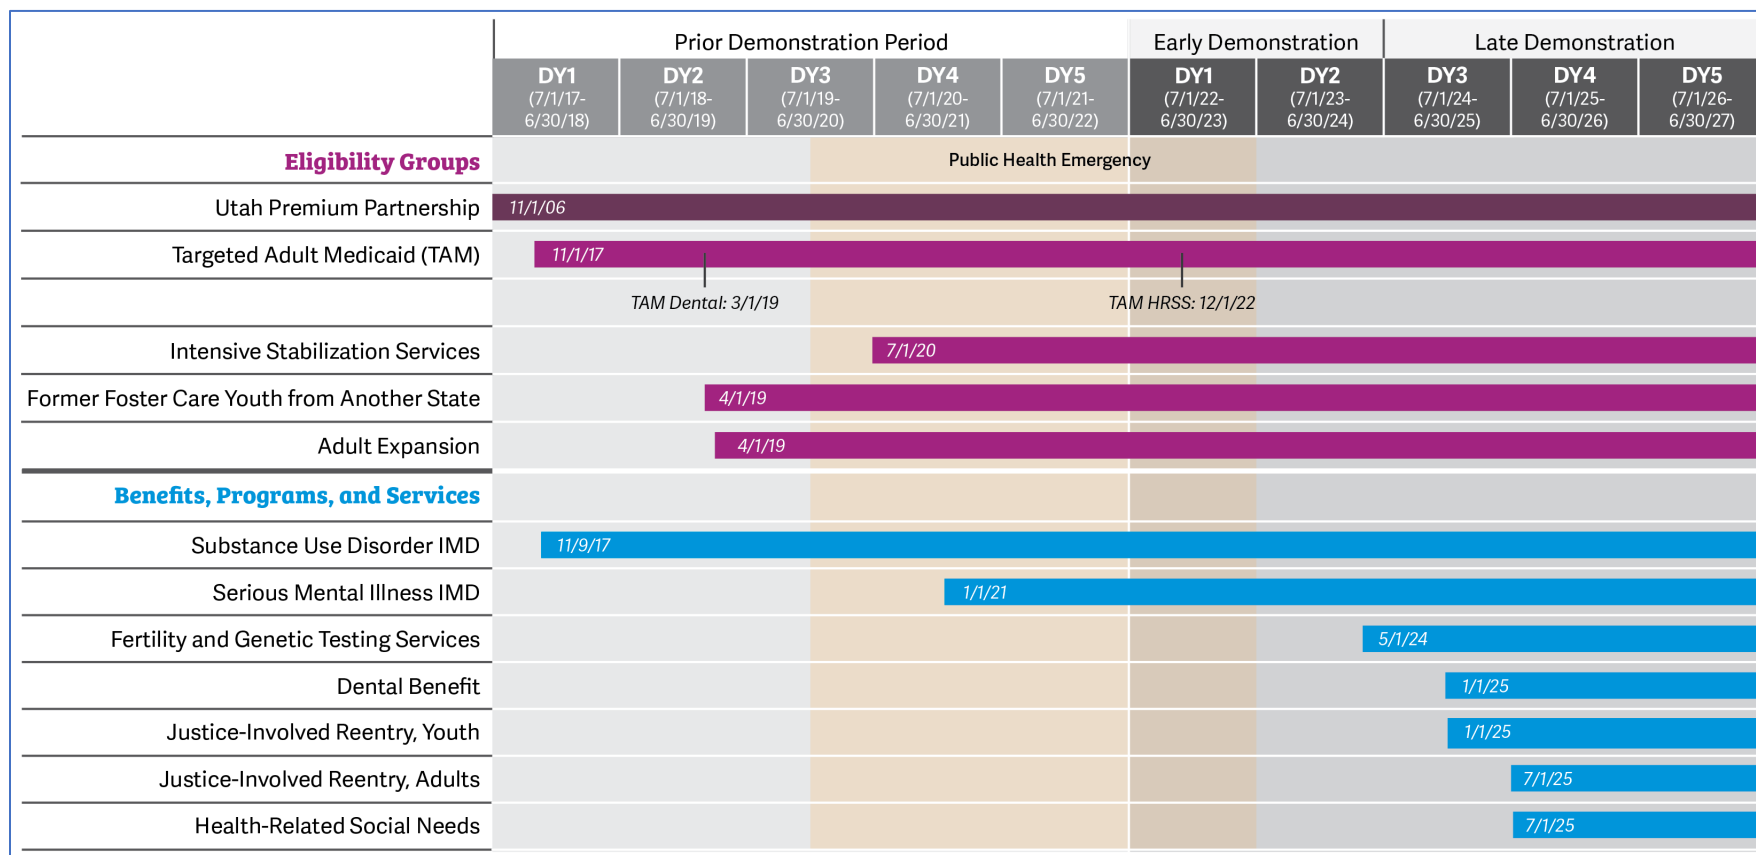 Prior Demonstration Period Early Demonstration Late Demonstration
DY1 DY2 DY3 DY4 DY5 DY1 DY2 DY3 DY4 DY5
(7/1/17- (7/1/18- (7/1/19- (7/1/20- (7/1/21- (7/1/22- (7/1/23- (7/1/24- (7/1/25- (7/1/26-
6/30/18) 6/30/19) 6/30/20) 6/30/21) 6/30/22) 6/30/23) 6/30/24) 6/30/25) 6/30/26) 6/30/27)
Eligibility Groups Public Health Emergency
Utah Premium Partnership 11/1/06
Targeted Adult Medicaid (TAM) 11/1/17
TAM Dental: 3/1/19 TAM HRSS: 12/1/22
Intensive Stabilization Services 7/1/20
Former Foster Care Youth from Another State 4/1/19
Adult Expansion 4/1/19
Benefits, Programs, and Services
Substance Use Disorder IMD 11/9/17
Serious Mental Illness IMD 1/1/21
Fertility and Genetic Testing Services 5/1/24
Dental Benefit 1/1/25
Justice-Involved Reentry, Youth 1/1/25
Justice-Involved Reentry, Adults 7/1/25
Health-Related Social Needs 7/1/25